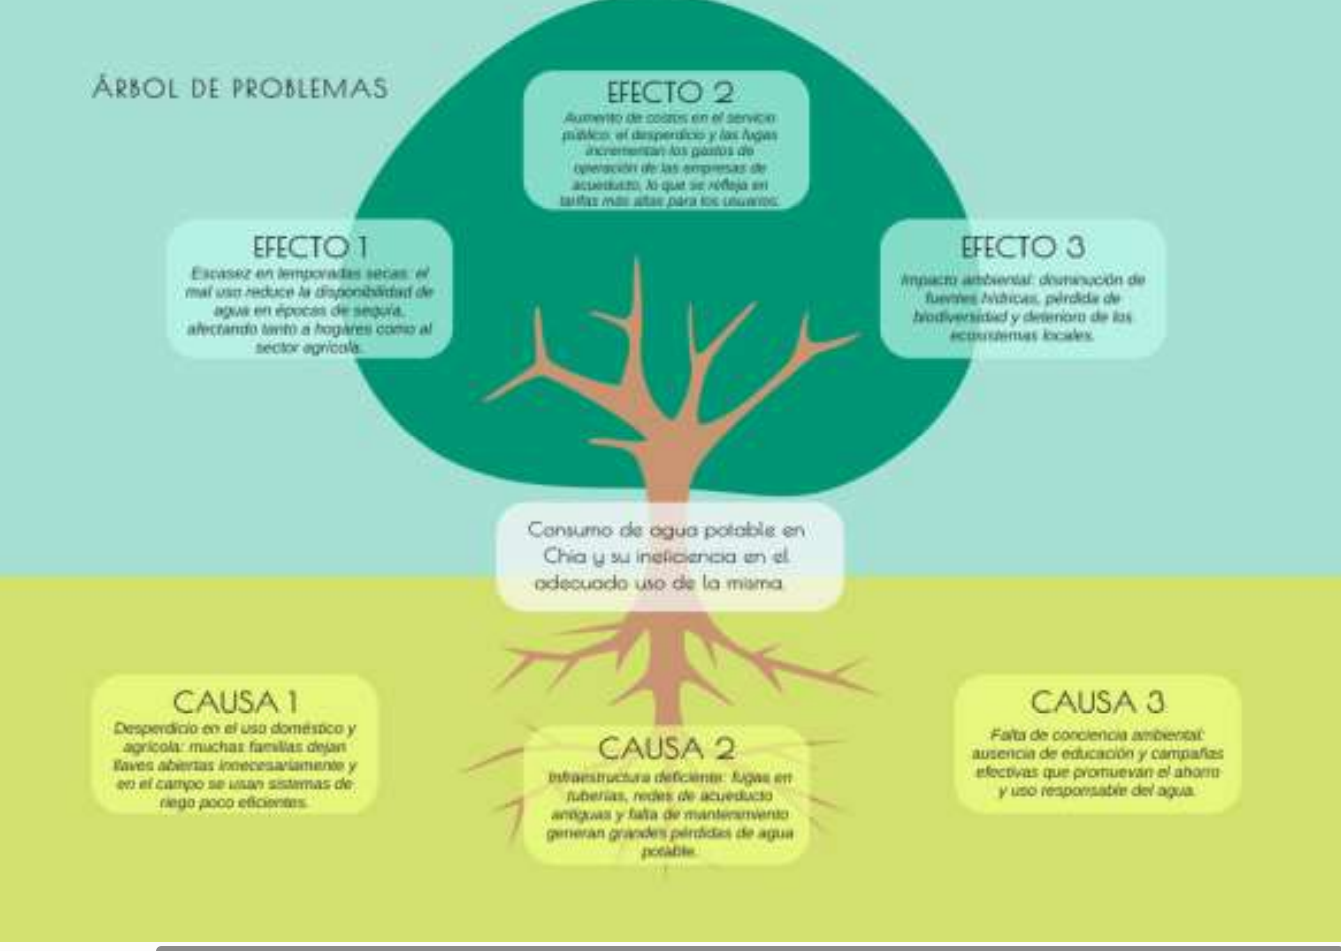 ÁRBOL DE PROBLEMAS
EFECTO 2
Aumento de costos en el servicio
público: el desperdicio y las fugas
incrementan los gastos de
operación de las empresas de
acueducto, lo que se refleja en
tarifas más altas para los usuarios.
EFECTO 1
Escasez en temporadas secas: el
mal uso reduce la disponibilidad de
agua en épocas de sequía,
afectando tanto a hogares como al
sector agrícola.
EFECTO 3
Impacto ambiental: disminución de
fuentes hídricas, pérdida de
biodiversidad y deterioro de los
ecosistemas locales.
Consumo de agua potable en
Chia y su ineficiencia en el
adecuado uso de la misma.
CAUSA 1
Desperdicio en el uso doméstico y
agrícola: muchas familias dejan
llaves abiertas innecesariamente y
en el campo se usan sistemas de
riego poco eficientes.
CAUSA 2
Infraestructura deficiente: fugas en
tuberías, redes de acueducto
antiguas y falta de mantenimiento
generan grandes pérdidas de agua
potable.
CAUSA 3
Falta de conciencia ambiental:
ausencia de educación y campañas
efectivas que promuevan el ahorro
y uso responsable del agua.